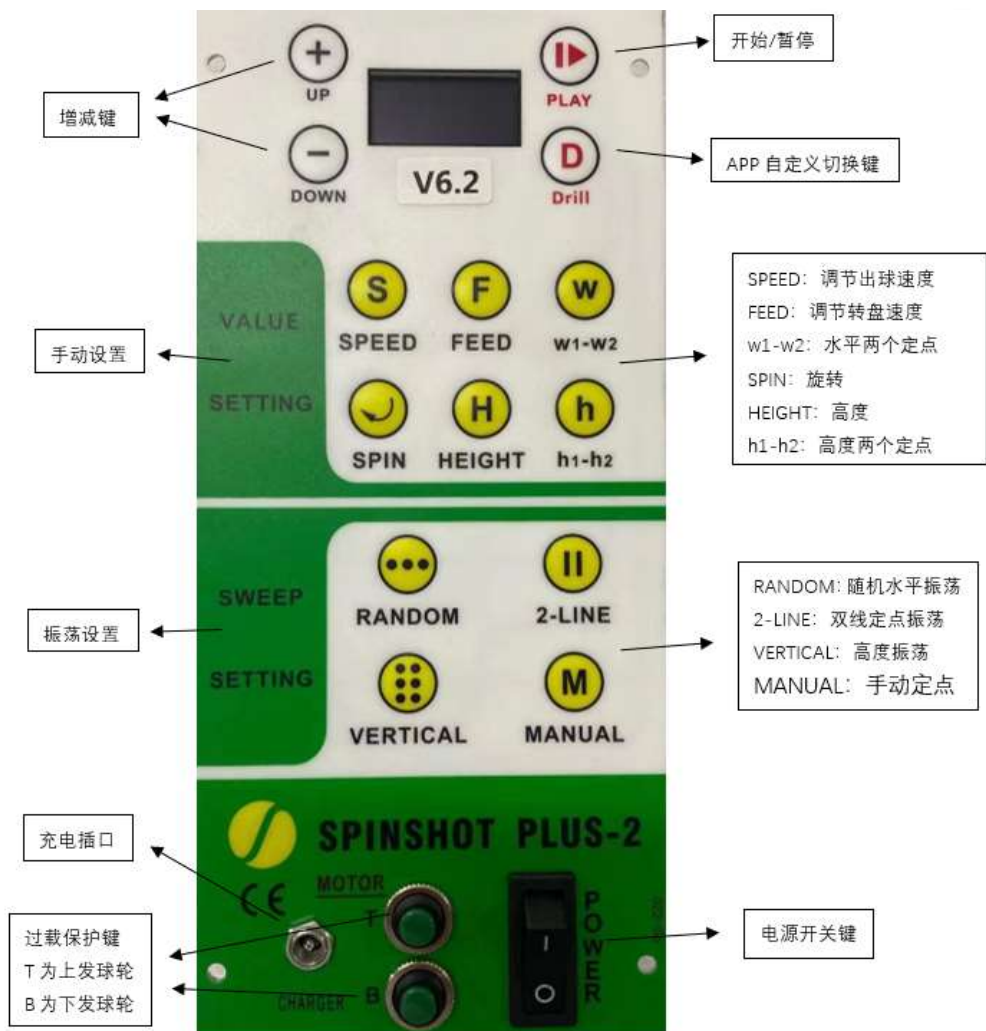 开始/暂停
+
UP
PLAY
增减键
−
D
APP 自定义切换键
DOWN
V6.2
Drill
S
F
W
SPEED
FEED
w1-w2
VALUE
手动设置
SETTING
H
h
SPIN
HEIGHT
h1-h2
SPEED：调节出球速度
FEED：调节转盘速度
w1-w2：水平两个定点
SPIN：旋转
HEIGHT：高度
h1-h2：高度两个定点
SWEEP
RANDOM
2-LINE
振荡设置
SETTING
M
VERTICAL
MANUAL
RANDOM: 随机水平振荡
2-LINE：双线定点振荡
VERTICAL：高度振荡
MANUAL：手动定点
充电插口
SPINSHOT PLUS-2
CE
MOTOR
T
过载保护键
T 为上发球轮
B 为下发球轮
CHARGER
B
POWER
电源开关键